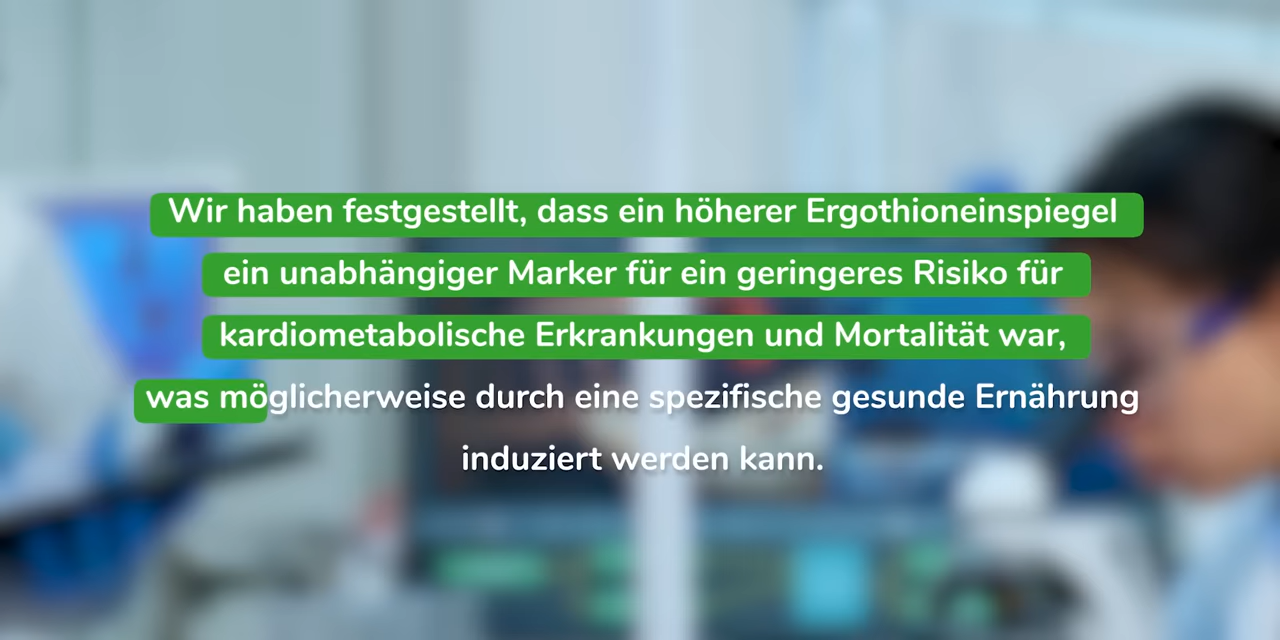 Wir haben festgestellt, dass ein höherer Ergothioneinspiegel
ein unabhängiger Marker für ein geringeres Risiko für
kardiometabolische Erkrankungen und Mortalität war,
was möglicherweise durch eine spezifische gesunde Ernährung
induziert werden kann.